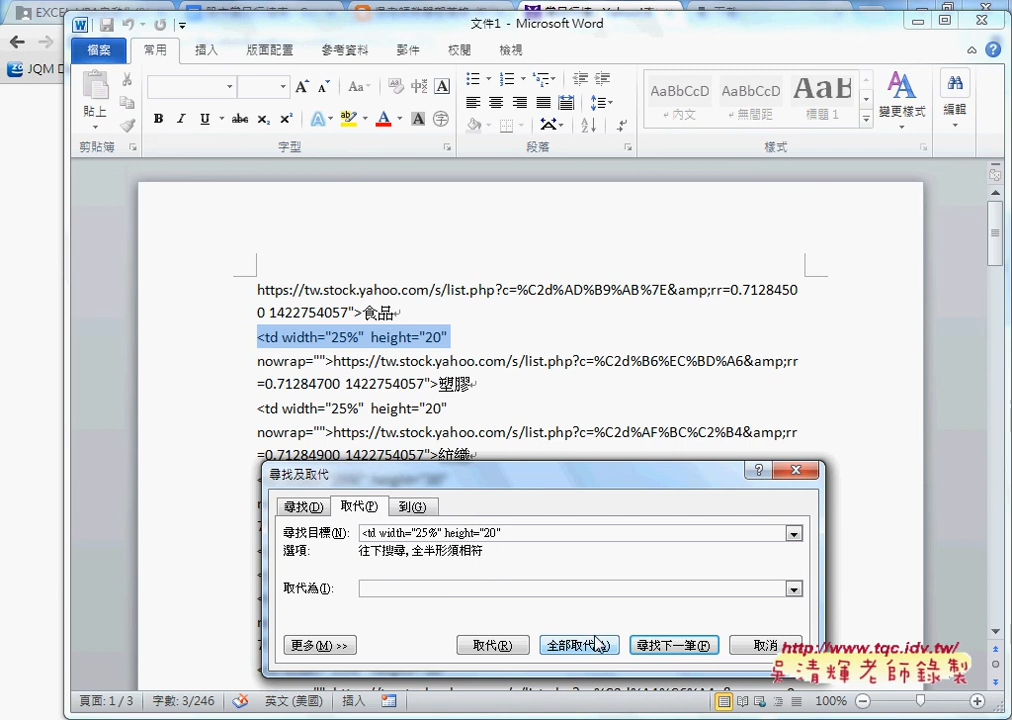 文件1 - Microsoft Word
檔案 常用 插入 版面配置 參考資料 郵件 校閱 檢視
JQM
貼上
AaBbCcD AaBbCcD AaB
內文 無間距 標題 1
變更樣式 編輯
剪貼簿 字型 段落 樣式
https://tw.stock.yahoo.com/s/list.php?c=%C2d%AD%B9%AB%7E&amp;rr=0.7128450
0 1422754057">食品
<td width="25%" height="20"
nowrap="">https://tw.stock.yahoo.com/s/list.php?c=%C2d%B6%EC%BD%A6&amp;rr
=0.71284700 1422754057">塑膠
<td width="25%" height="20"
nowrap="">https://tw.stock.yahoo.com/s/list.php?c=%C2d%AF%BC%C2%B4&amp;rr
=0.71284900 1422754057">紡織
尋找及取代
尋找(D) 取代(P) 到(G)
尋找目標(N): <td width="25%" height="20"
選項: 往下搜尋, 全半形須相符
取代為(I):
更多(M) >> 取代(R) 全部取代(A) 尋找下一筆(F) 取消
http://www.tqc.idv.tw/
吳清輝老師錄製
頁面: 1 / 3 字數: 3/246 英文 (美國) 插入 100%